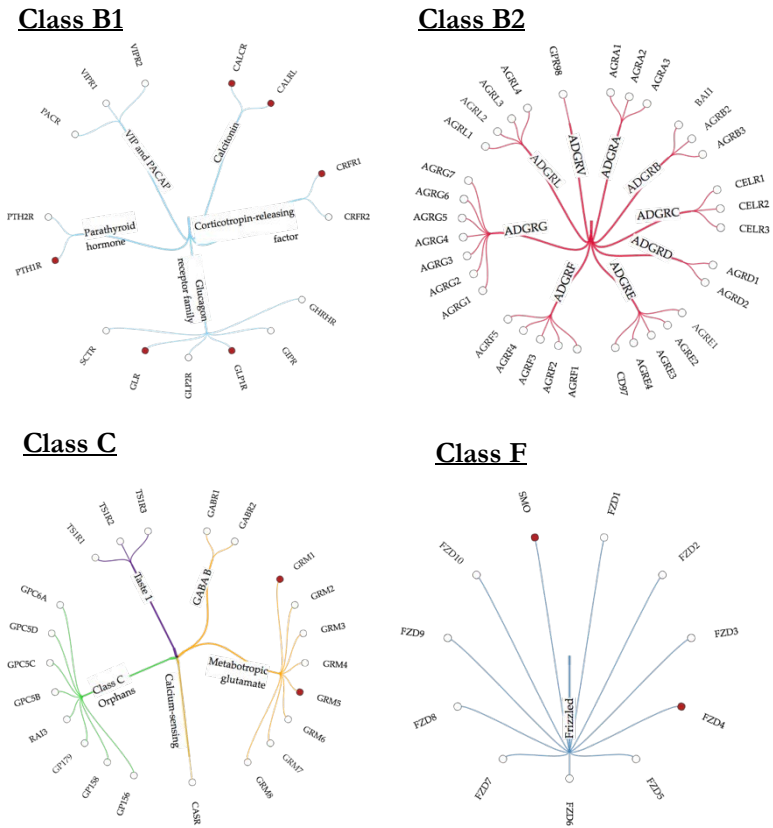 Class B1
VIPR2
VIPR1
PACR
VIP and PACAP
CALCR
CALRL
Calcitonin
CRFR1
CRFR2
Corticotropin-releasing
factor
PTH2R
PTH1R
Parathyroid
hormone
Glucagon
receptor family
SCTR
GLR
GLP2R
GLP1R
GIPR
GHRHR
Class B2
GPR98
AGRA1
AGRA2
AGRA3
BAI1
AGRB2
AGRB3
CELR1
CELR2
CELR3
AGRD1
AGRD2
AGRE1
AGRE2
AGRE3
AGRE4
CD97
AGRF1
AGRF2
AGRF3
AGRF4
AGRF5
AGRG1
AGRG2
AGRG3
AGRG4
AGRG5
AGRG6
AGRG7
AGRL1
AGRL2
AGRL3
AGRL4
ADGRL
ADGRV
ADGRA
ADGRB
ADGRC
ADGRD
ADGRE
ADGRF
ADGRG
Class C
TS1R1
TS1R2
TS1R3
Taste 1
GABR1
GABR2
GABA B
GRM1
GRM2
GRM3
GRM4
GRM5
GRM6
GRM7
GRM8
Metabotropic
glutamate
CASR
Calcium-sensing
GPC6A
GPC5D
GPC5C
GPC5B
RAI3
GP179
GP158
GP156
Class C
Orphans
Class F
SMO
FZD1
FZD2
FZD3
FZD4
FZD5
FZD6
FZD7
FZD8
FZD9
FZD10
Frizzled